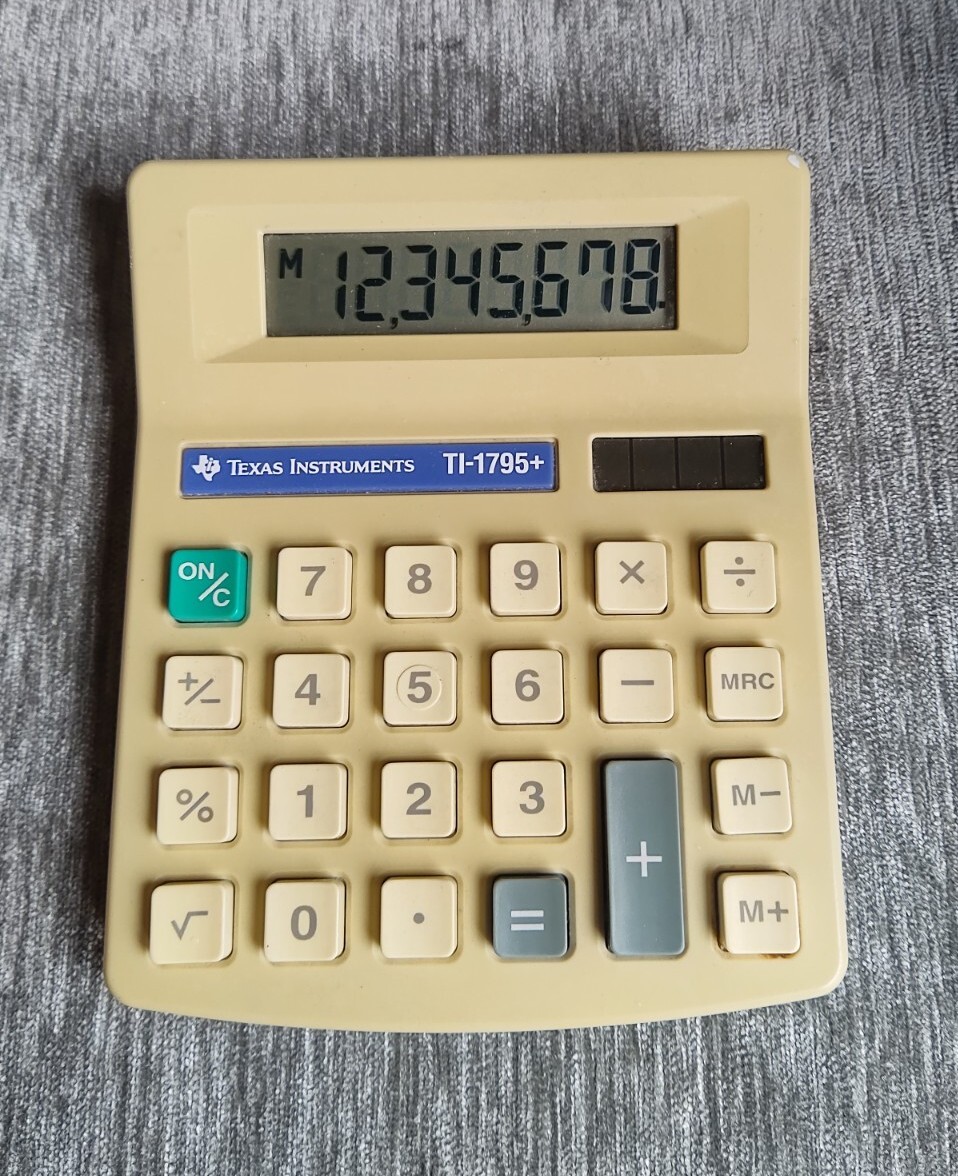 M 12,345,678.
TEXAS INSTRUMENTS TI-1795+
ON/C 7 8 9 × ÷
+/− 4 5 6 − MRC
% 1 2 3 M−
√ 0 . = + M+